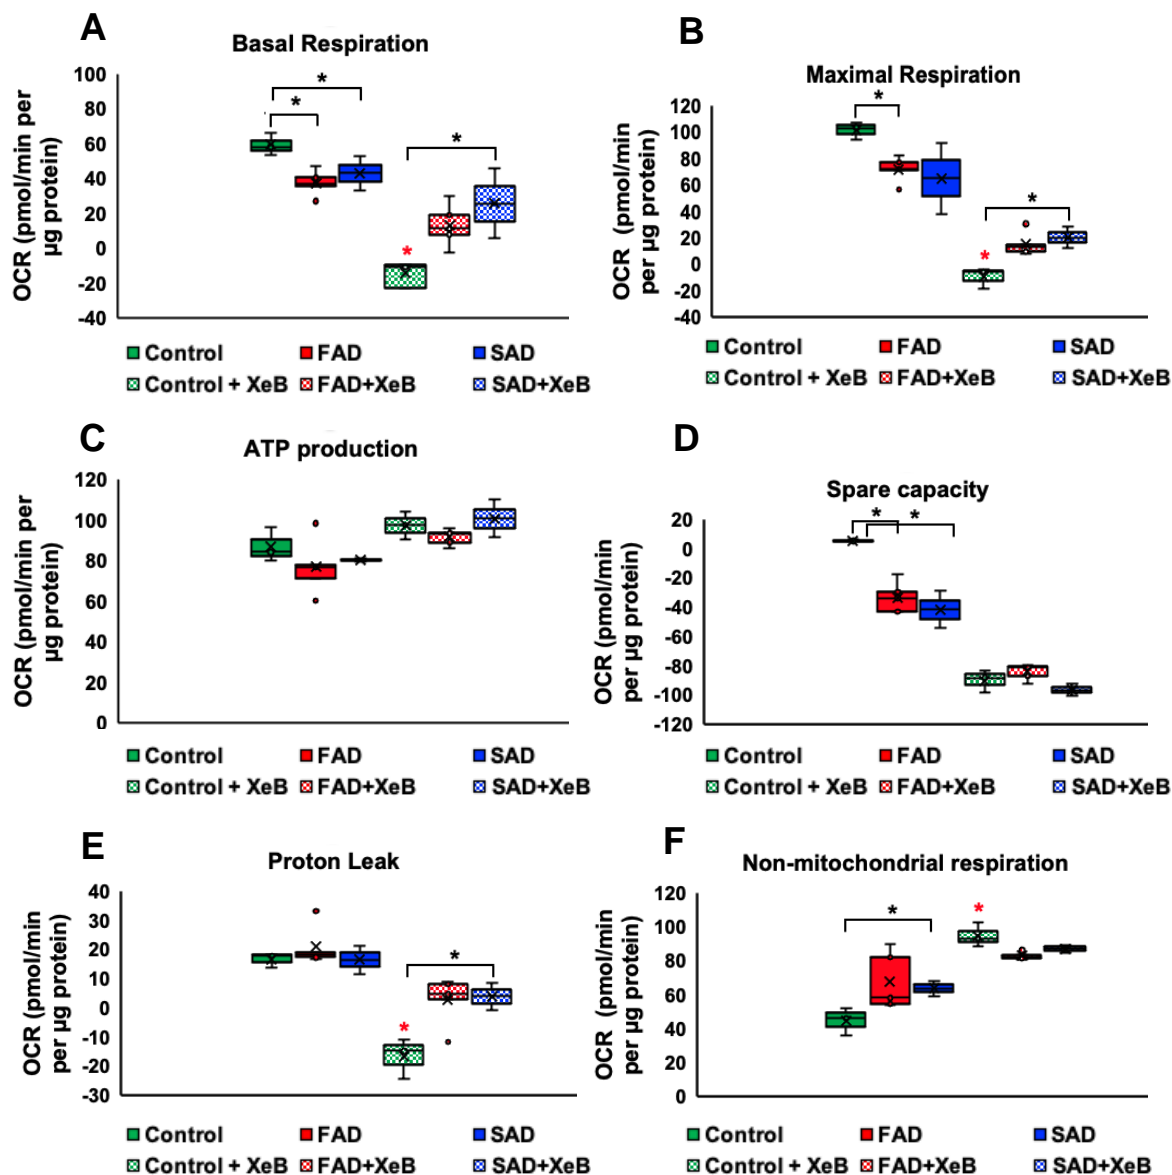 A
Basal Respiration
OCR (pmol/min per
µg protein)
100
80
60
40
20
0
-20
-40
*
*
*
*
Control
FAD
SAD
Control + XeB
FAD+XeB
SAD+XeB
B
Maximal Respiration
OCR (pmol/min
per µg protein)
120
100
80
60
40
20
0
-20
-40
*
*
*
Control
FAD
SAD
Control + XeB
FAD+XeB
SAD+XeB
C
ATP production
OCR (pmol/min per
µg protein)
120
100
80
60
40
20
0
Control
FAD
SAD
Control + XeB
FAD+XeB
SAD+XeB
D
Spare capacity
OCR (pmol/min
per µg protein)
20
0
-20
-40
-60
-80
-100
-120
*
*
Control
FAD
SAD
Control + XeB
FAD+XeB
SAD+XeB
E
Proton Leak
OCR (pmol/min
per µg protein)
40
30
20
10
0
-10
-20
-30
*
*
Control
FAD
SAD
Control + XeB
FAD+XeB
SAD+XeB
F
Non-mitochondrial respiration
OCR (pmol/min
per µg protein)
120
100
80
60
40
20
0
*
*
Control
FAD
SAD
Control + XeB
FAD+XeB
SAD+XeB